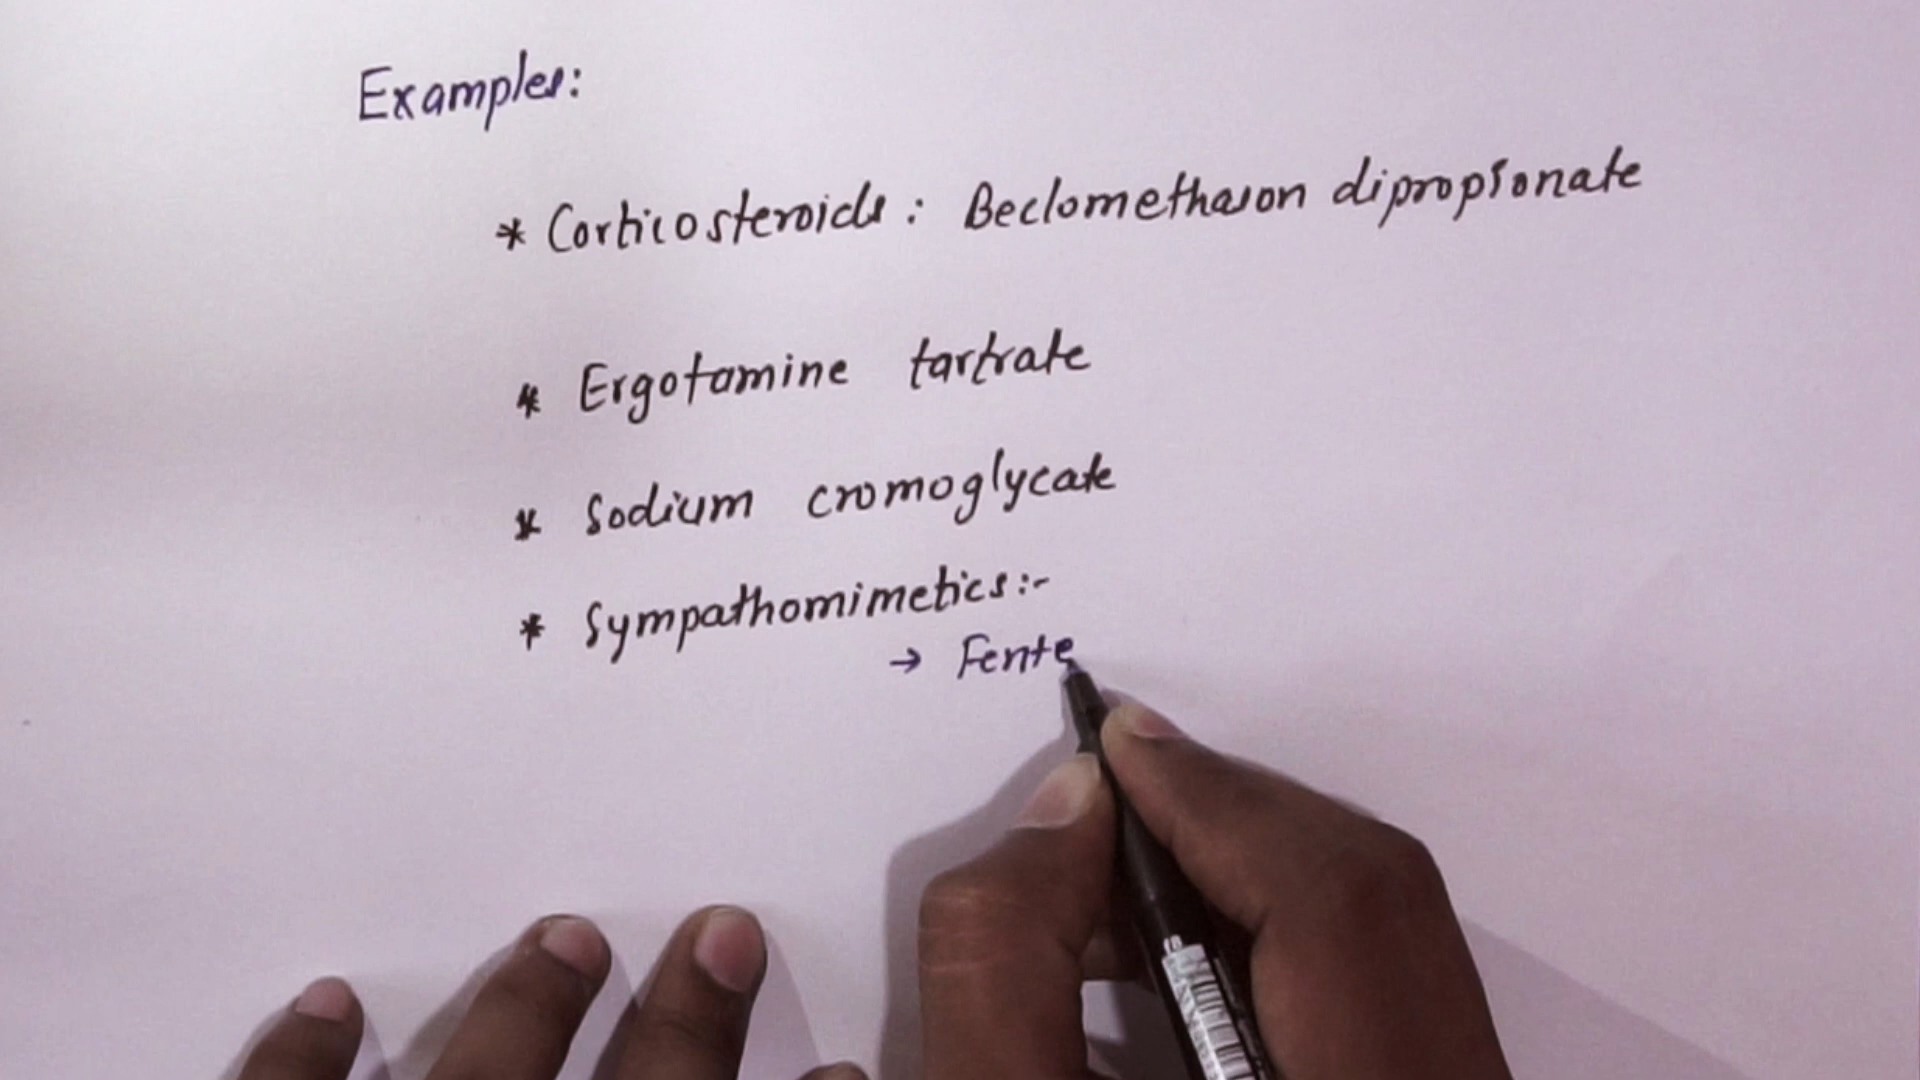 Examples:
* Corticosteroids: Beclomethason dipropionate
* Ergotamine tartrate
* Sodium cromoglycate
* Sympathomimetics:-
→ Fente